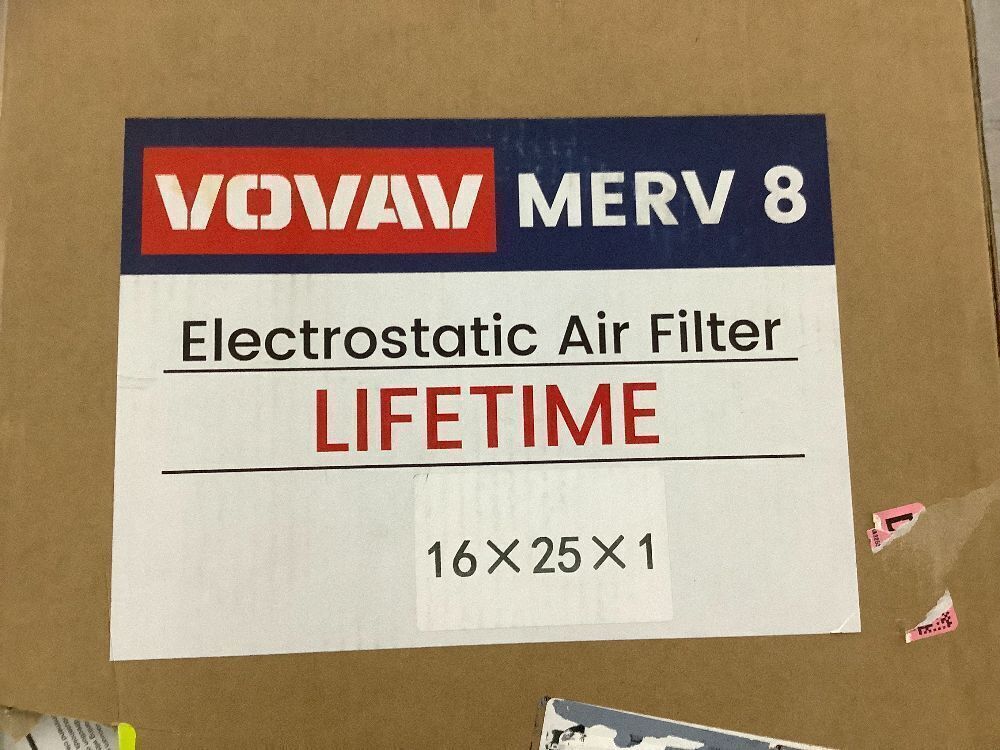 VOVAV MERV 8
Electrostatic Air Filter
LIFETIME
16×25×1
L